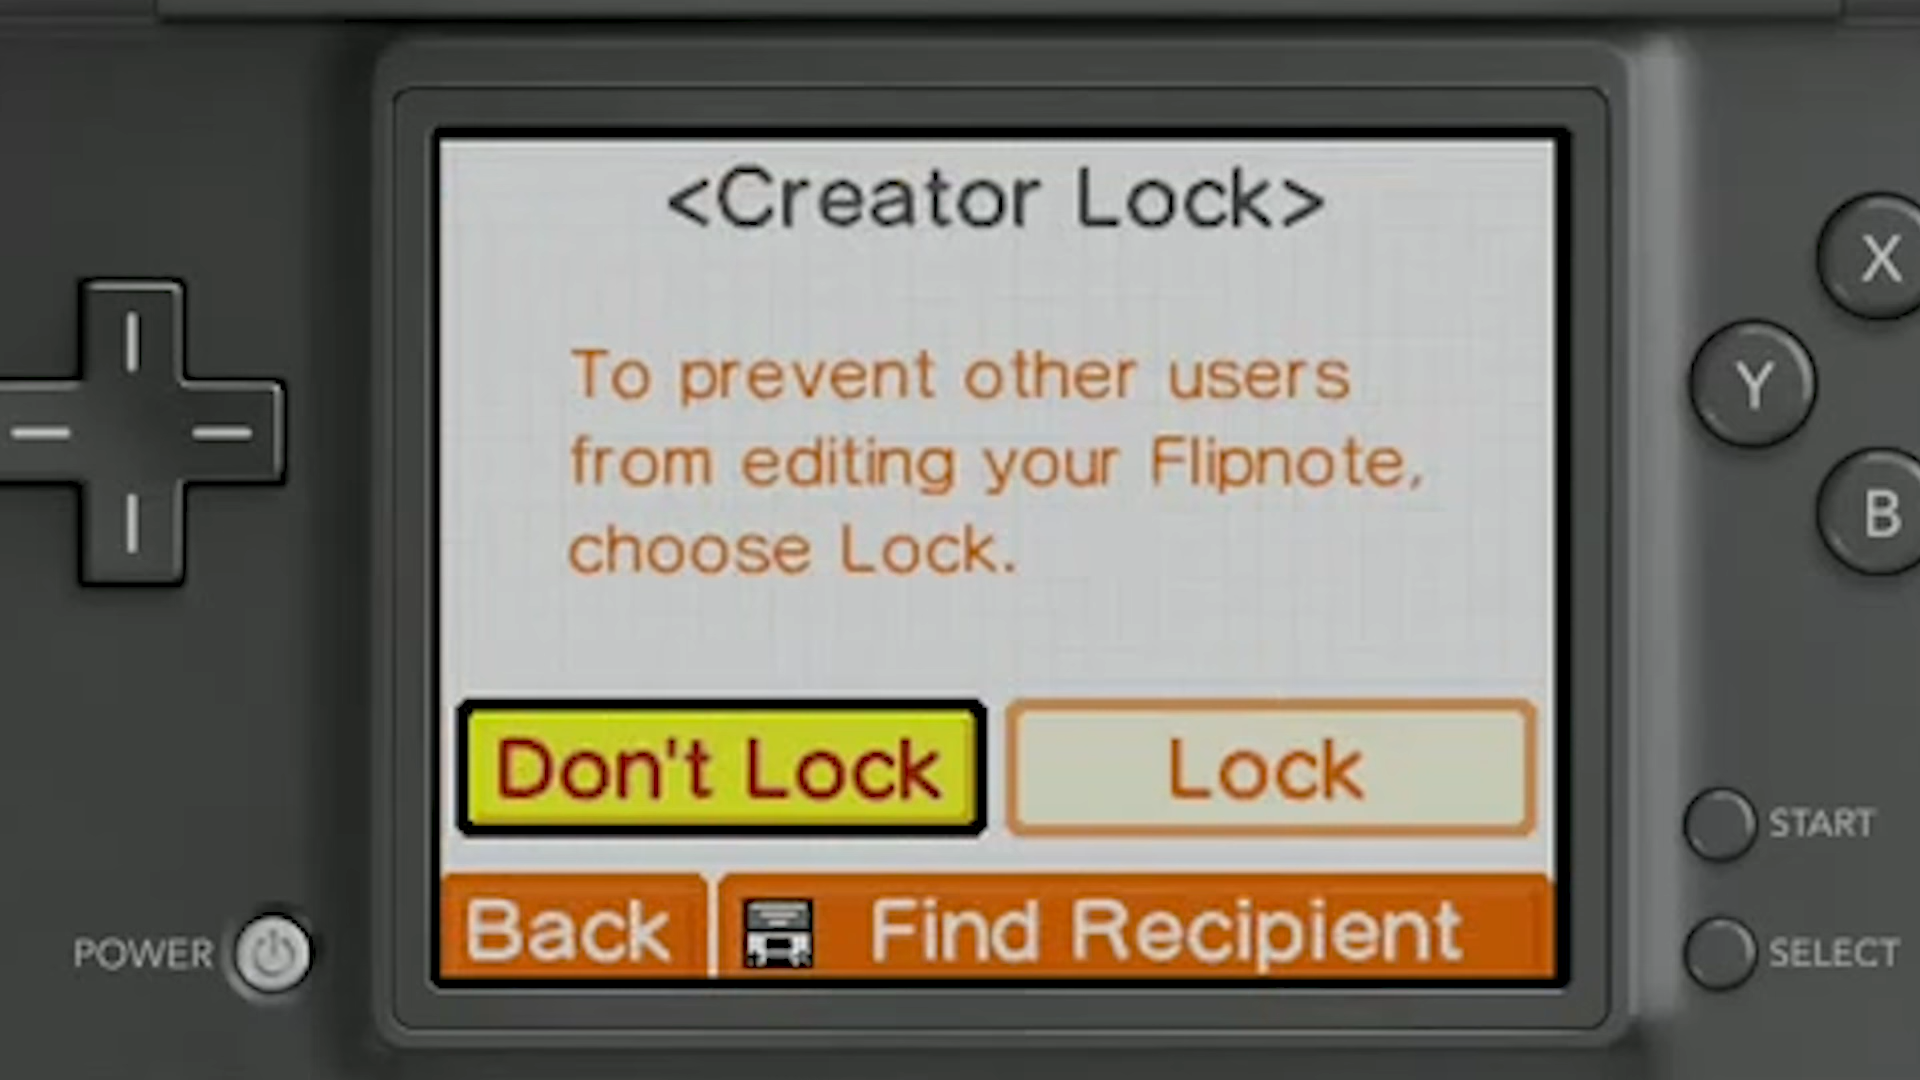 <Creator Lock>
To prevent other users
from editing your Flipnote,
choose Lock.
Don't Lock
Lock
Back
Find Recipient
X
Y
B
START
SELECT
POWER